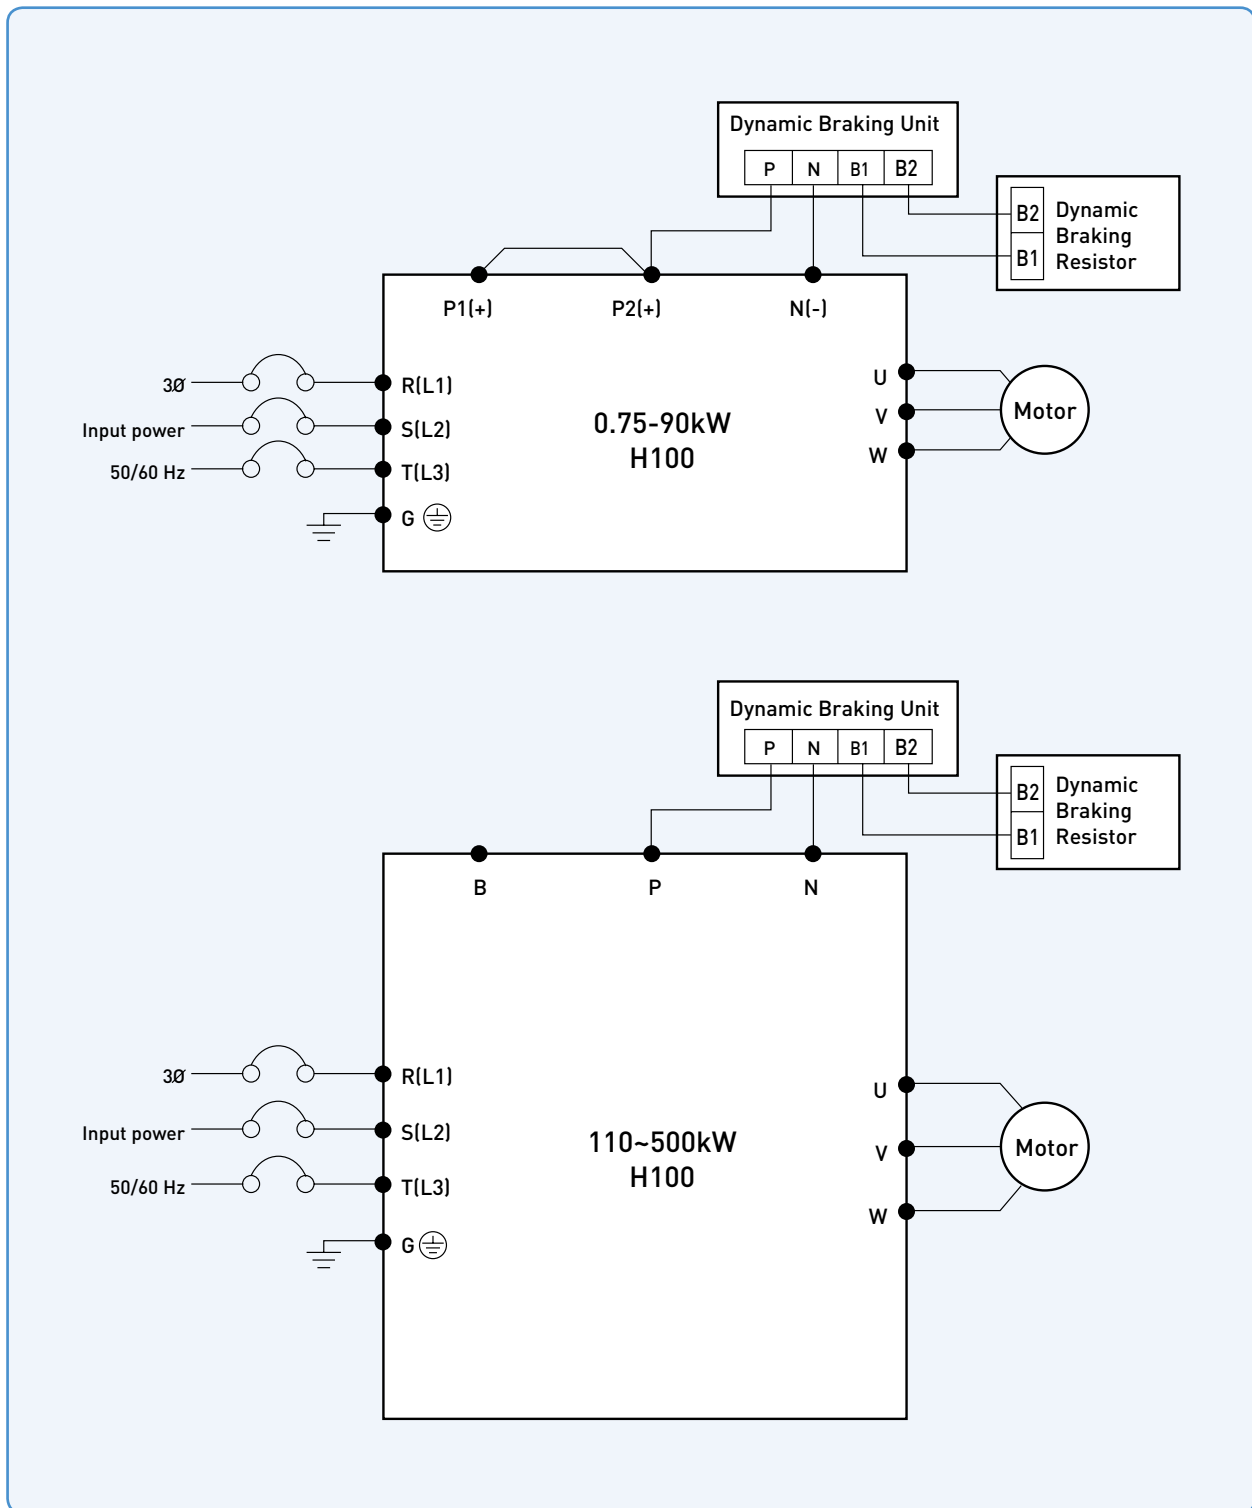 Dynamic Braking Unit
P N B1 B2
B2 Dynamic
Braking
B1 Resistor
P1(+) P2(+) N(-)
3Ø R(L1)
Input power S(L2)
50/60 Hz T(L3)
G
0.75-90kW
H100
U
V
W
Motor
Dynamic Braking Unit
P N B1 B2
B2 Dynamic
Braking
B1 Resistor
B P N
3Ø R(L1)
Input power S(L2)
50/60 Hz T(L3)
G
110~500kW
H100
U
V
W
Motor